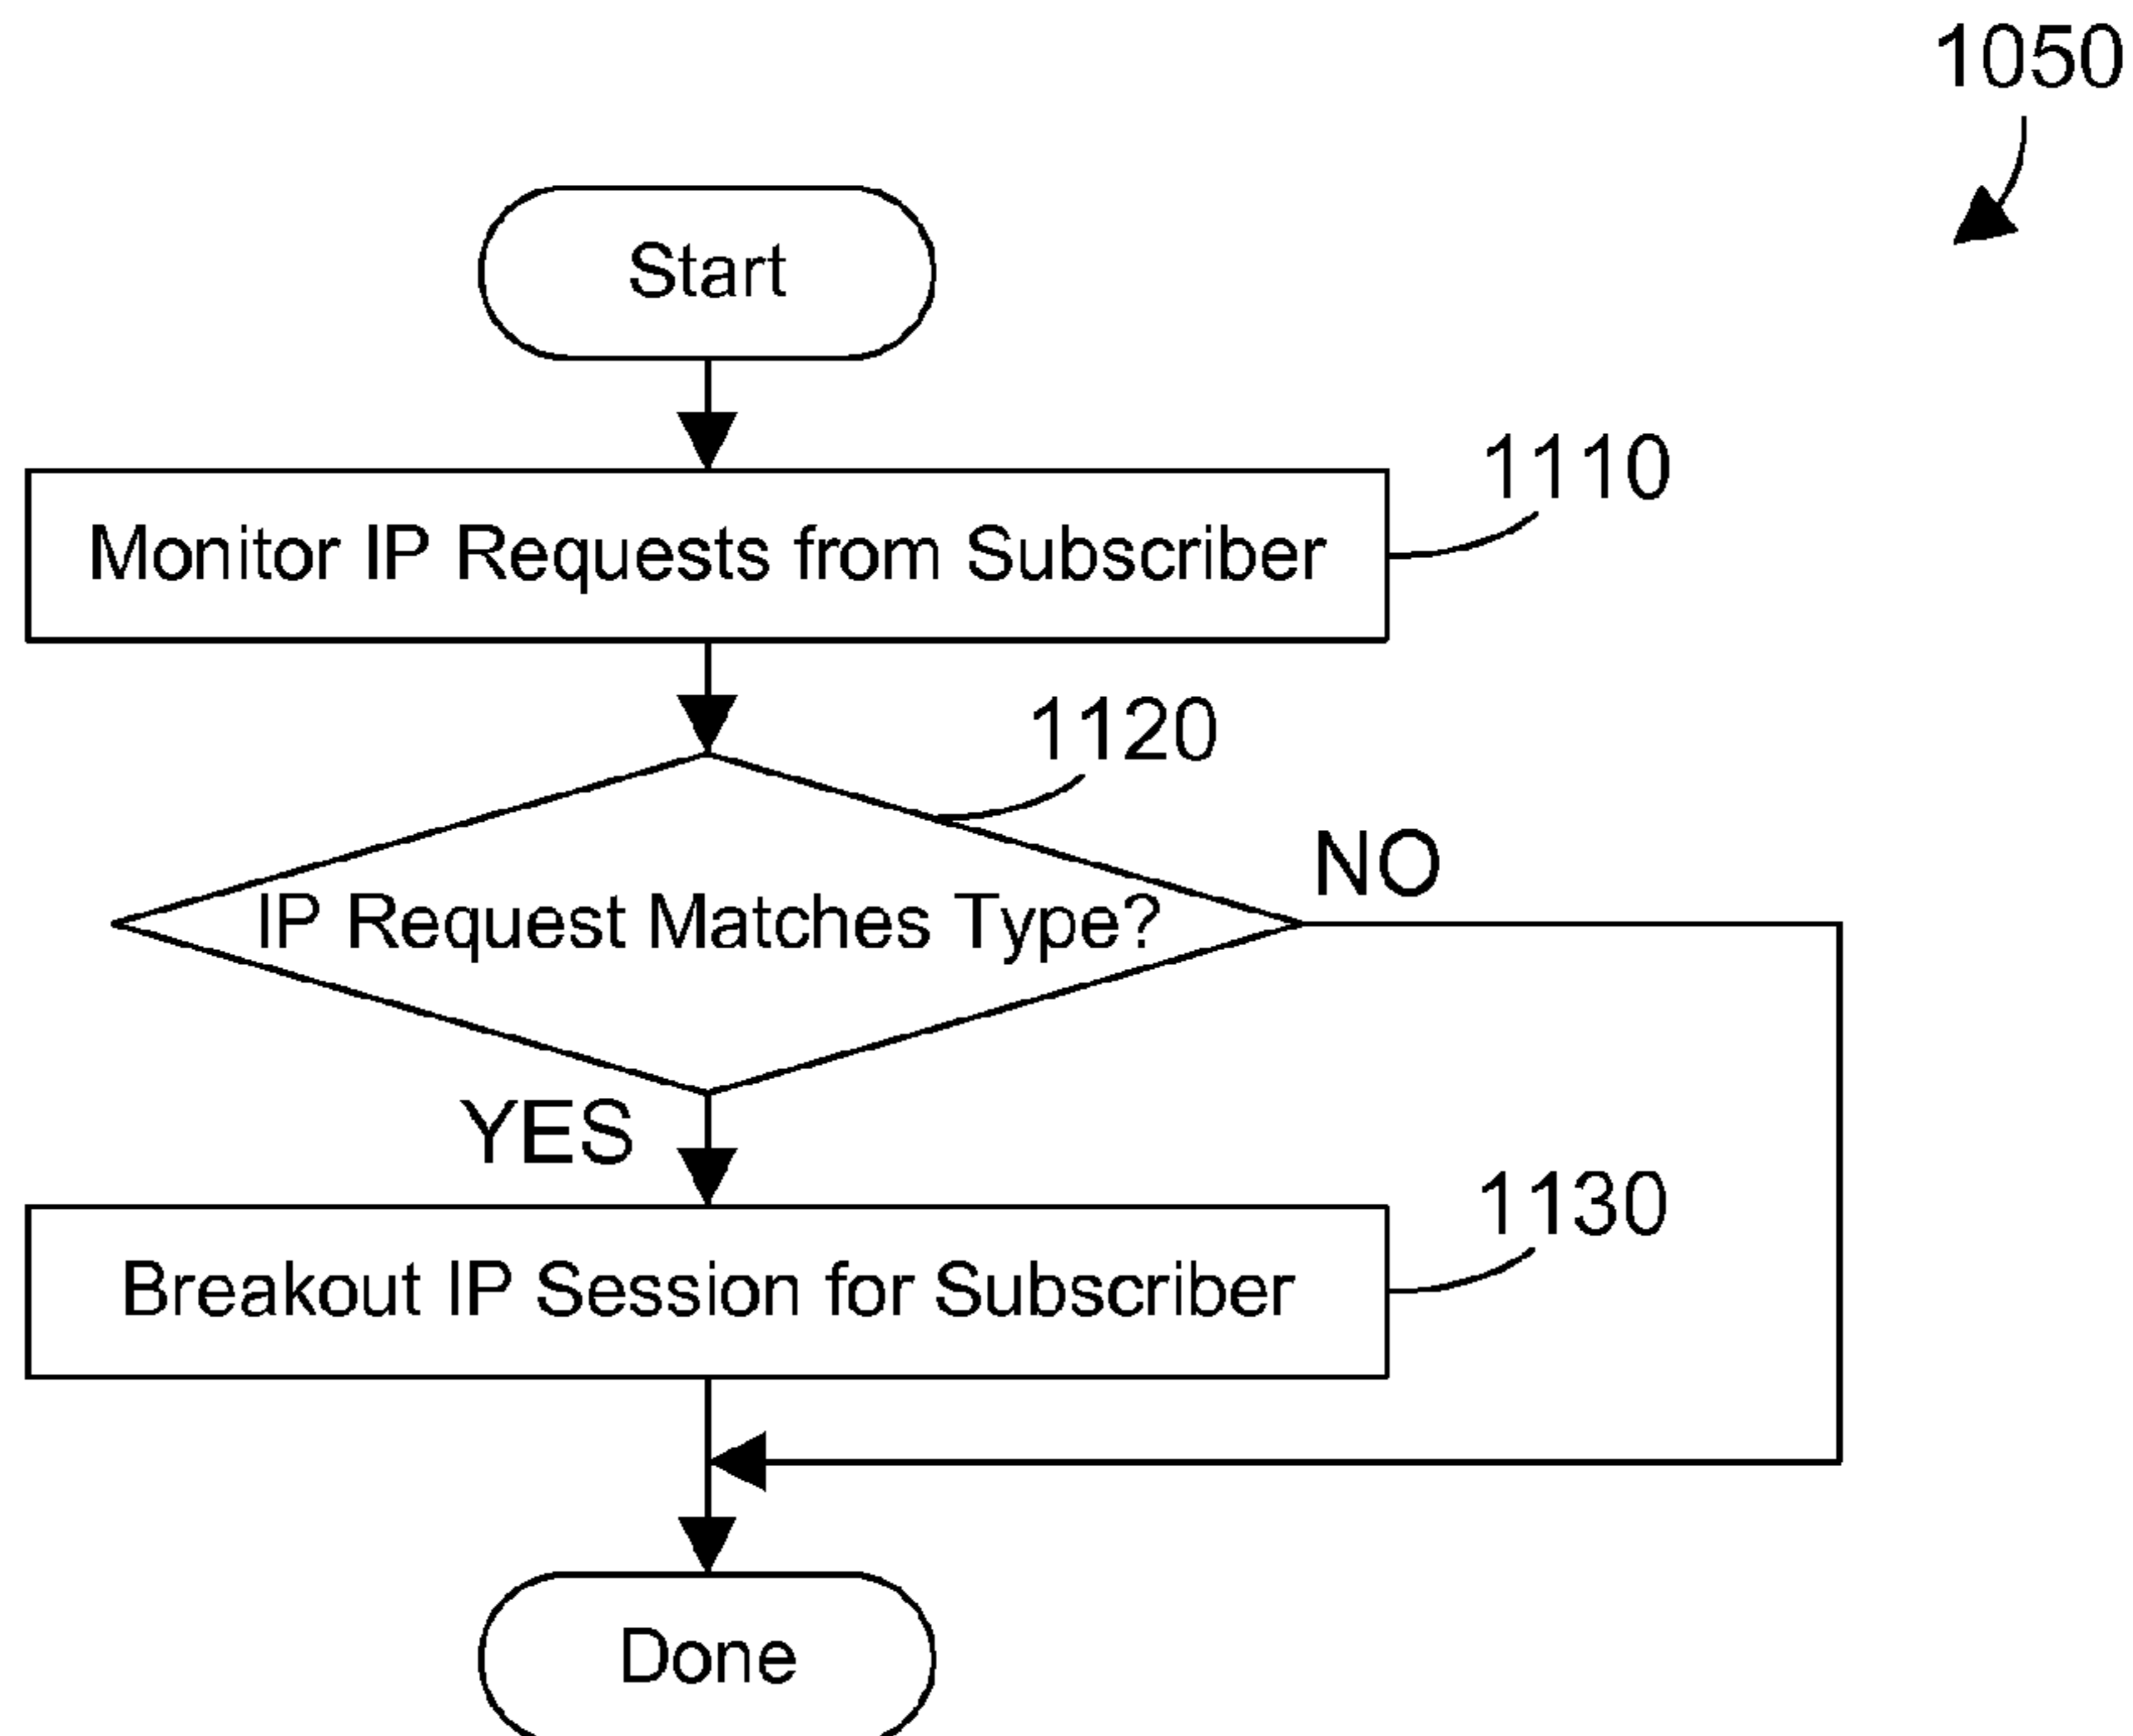 1050
Start
1110
Monitor IP Requests from Subscriber
1120
NO
IP Request Matches Type?
YES
1130
Breakout IP Session for Subscriber
Done